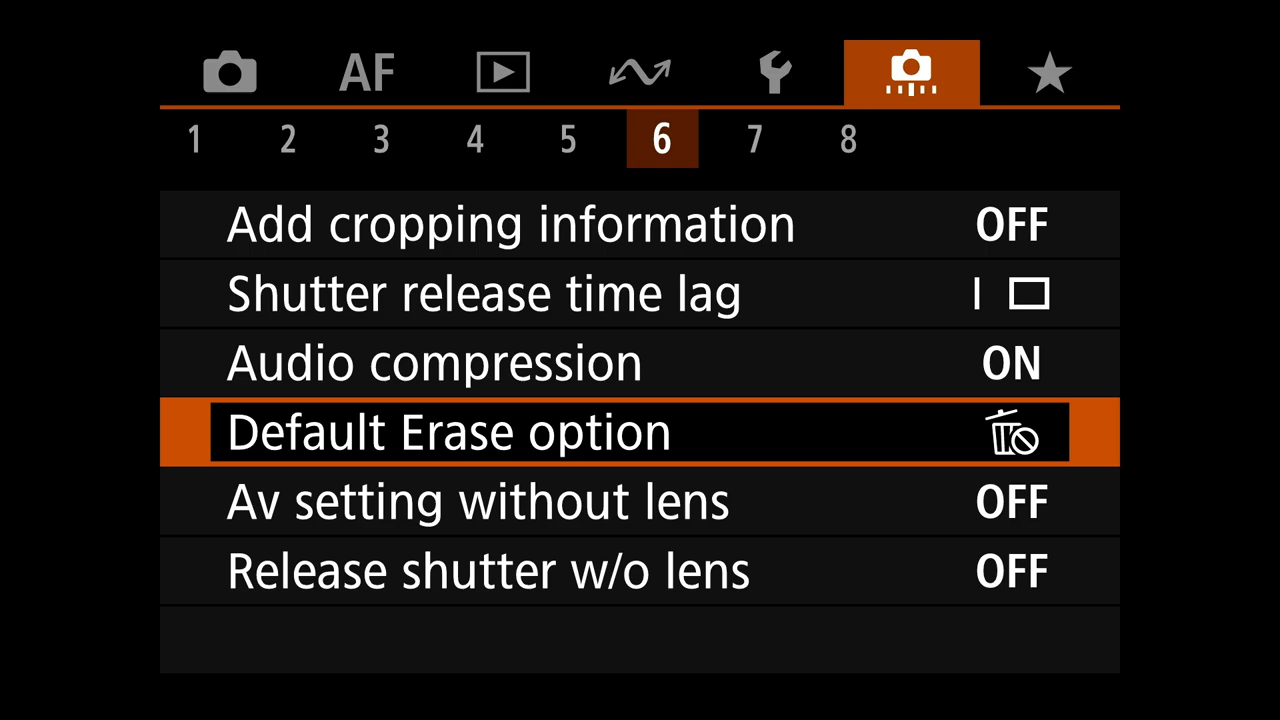 AF
1 2 3 4 5 6 7 8
Add cropping information OFF
Shutter release time lag
Audio compression ON
Default Erase option
Av setting without lens OFF
Release shutter w/o lens OFF